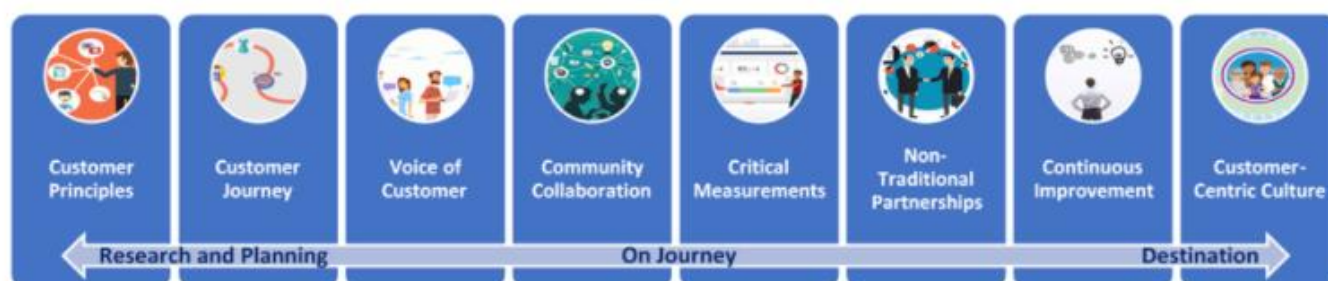 Customer
Principles
Customer
Journey
Voice of
Customer
Community
Collaboration
Critical
Measurements
Non-
Traditional
Partnerships
Continuous
Improvement
Customer-
Centric Culture
Research and Planning
On Journey
Destination